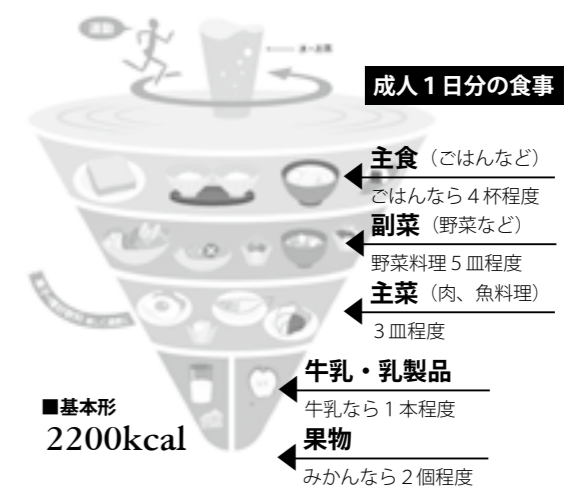 成人１日分の食事
主食（ごはんなど）
ごはんなら４杯程度
副菜（野菜など）
野菜料理５皿程度
主菜（肉、魚料理）
３皿程度
牛乳・乳製品
牛乳なら１本程度
■基本形
2200kcal
果物
みかんなら２個程度